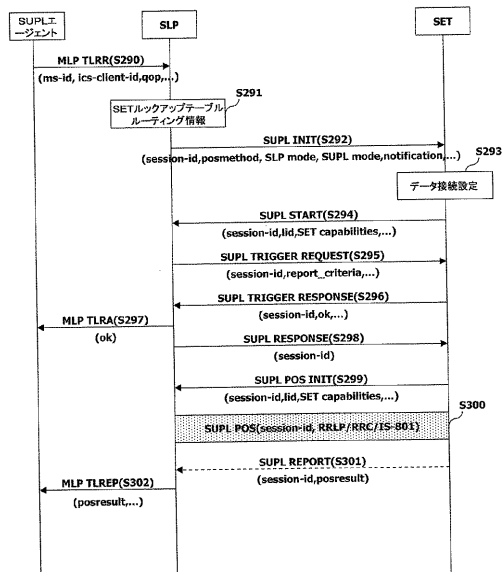 SUPLエ
ージェント
SLP
SET
MLP TLRR(S290)
(ms-id, ics-client-id,qop,...)
S291
SETルックアップテーブル
ルーティング情報
SUPL INIT(S292)
(session-id,posmethod, SLP mode, SUPL mode,notification,...)
S293
データ接続設定
SUPL START(S294)
(session-id,lid,SET capabilities,...)
SUPL TRIGGER REQUEST(S295)
(session-id,report_criteria,...)
SUPL TRIGGER RESPONSE(S296)
(session-id,ok,...)
MLP TLRA(S297)
(ok)
SUPL RESPONSE(S298)
(session-id)
SUPL POS INIT(S299)
(session-id,lid,SET capabilities,...)
S300
SUPL POS(session-id, RRLP/RRC/IS-801)
SUPL REPORT(S301)
(session-id,posresult)
MLP TLREP(S302)
(posresult,...)